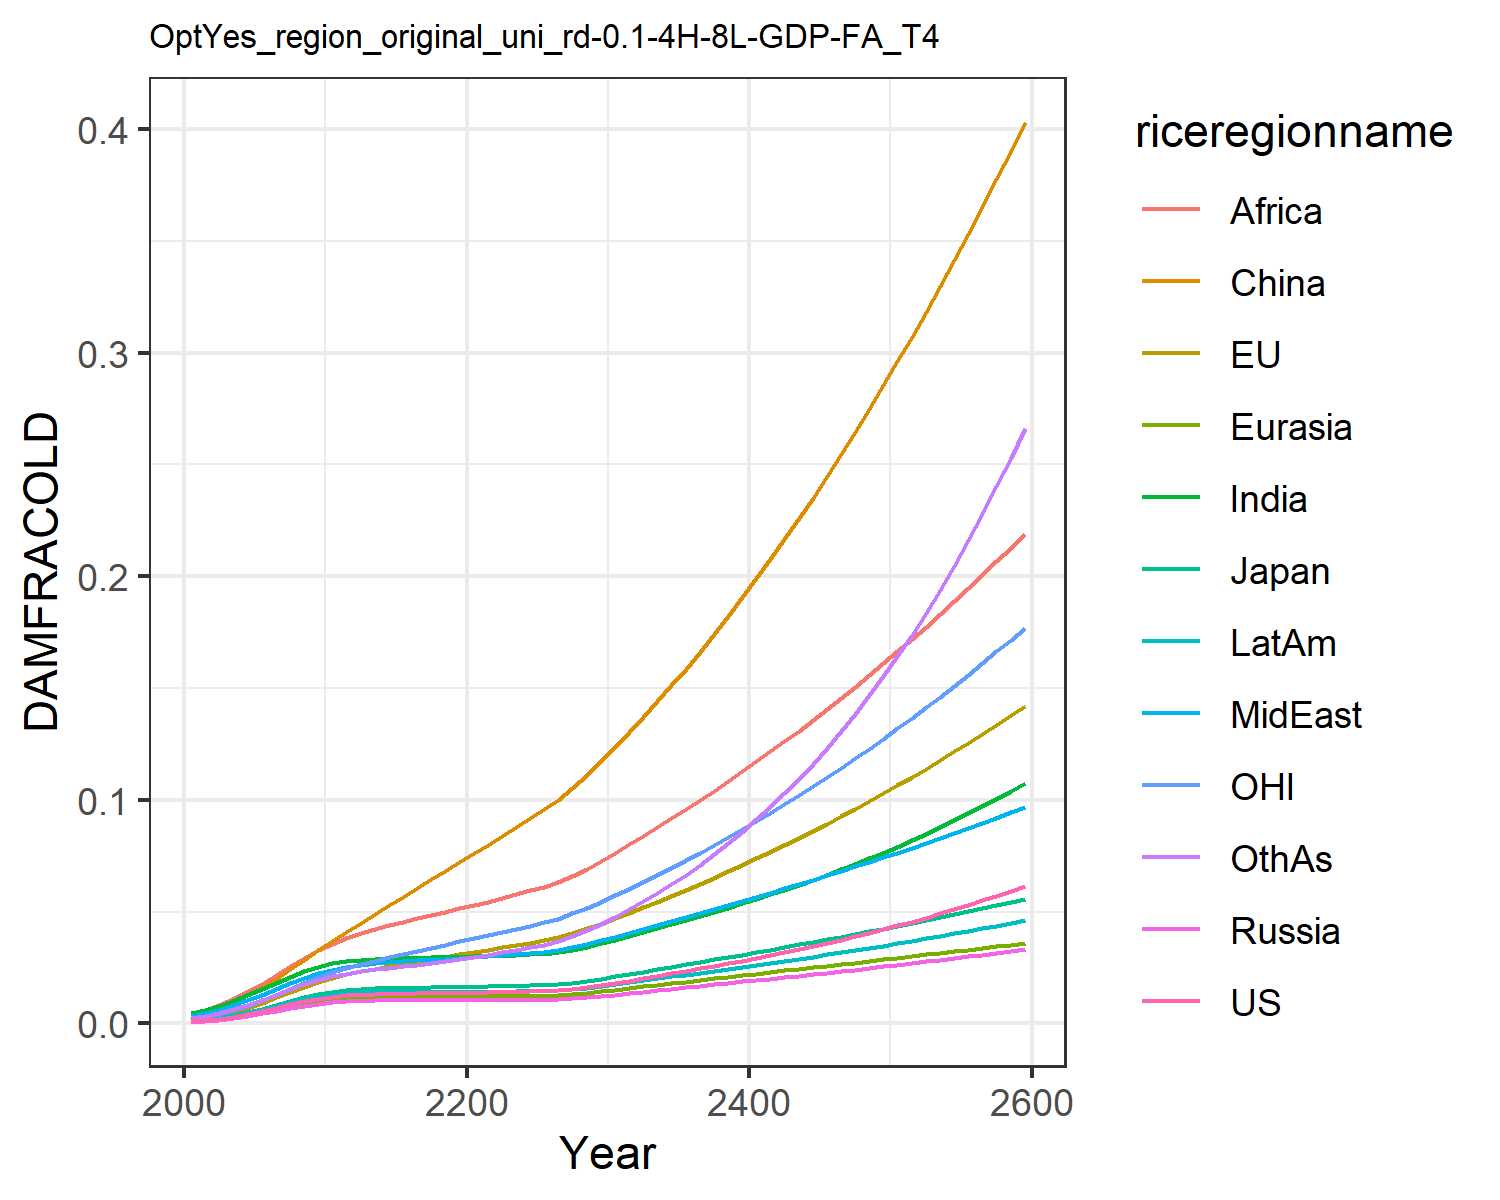 OptYes_region_original_uni_rd-0.1-4H-8L-GDP-FA_T4
DAMFRACOLD
0.4
0.3
0.2
0.1
0.0
2000
2200
2400
2600
Year
riceregionname
Africa
China
EU
Eurasia
India
Japan
LatAm
MidEast
OHI
OthAs
Russia
US